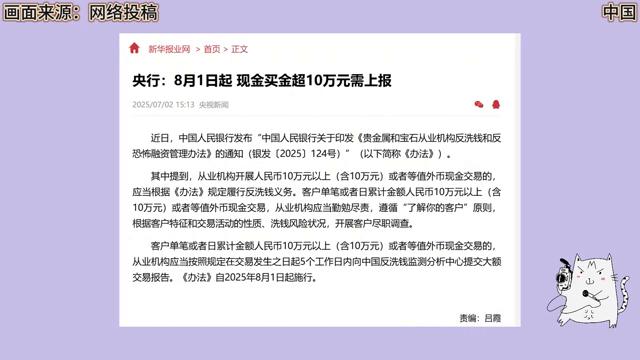 画面来源：网络投稿
中国
新华报业网 > 首页 > 正文
央行：8月1日起 现金买金超10万元需上报
2025/07/02 15:13 央视新闻
近日，中国人民银行发布“中国人民银行关于印发《贵金属和宝石从业机构反洗钱和反
恐怖融资管理办法》的通知（银发〔2025〕124号）”（以下简称《办法》）。
其中提到，从业机构开展人民币10万元以上（含10万元）或者等值外币现金交易的，
应当根据《办法》规定履行反洗钱义务。客户单笔或者日累计金额人民币10万元以上（含
10万元）或者等值外币现金交易，从业机构应当勤勉尽责，遵循“了解你的客户”原则，
根据客户特征和交易活动的性质、洗钱风险状况，开展客户尽职调查。
客户单笔或者日累计金额人民币10万元以上（含10万元）或者等值外币现金交易的，
从业机构应当按照规定在交易发生之日起5个工作日内向中国反洗钱监测分析中心提交大额
交易报告。《办法》自2025年8月1日起施行。
责编：吕霞